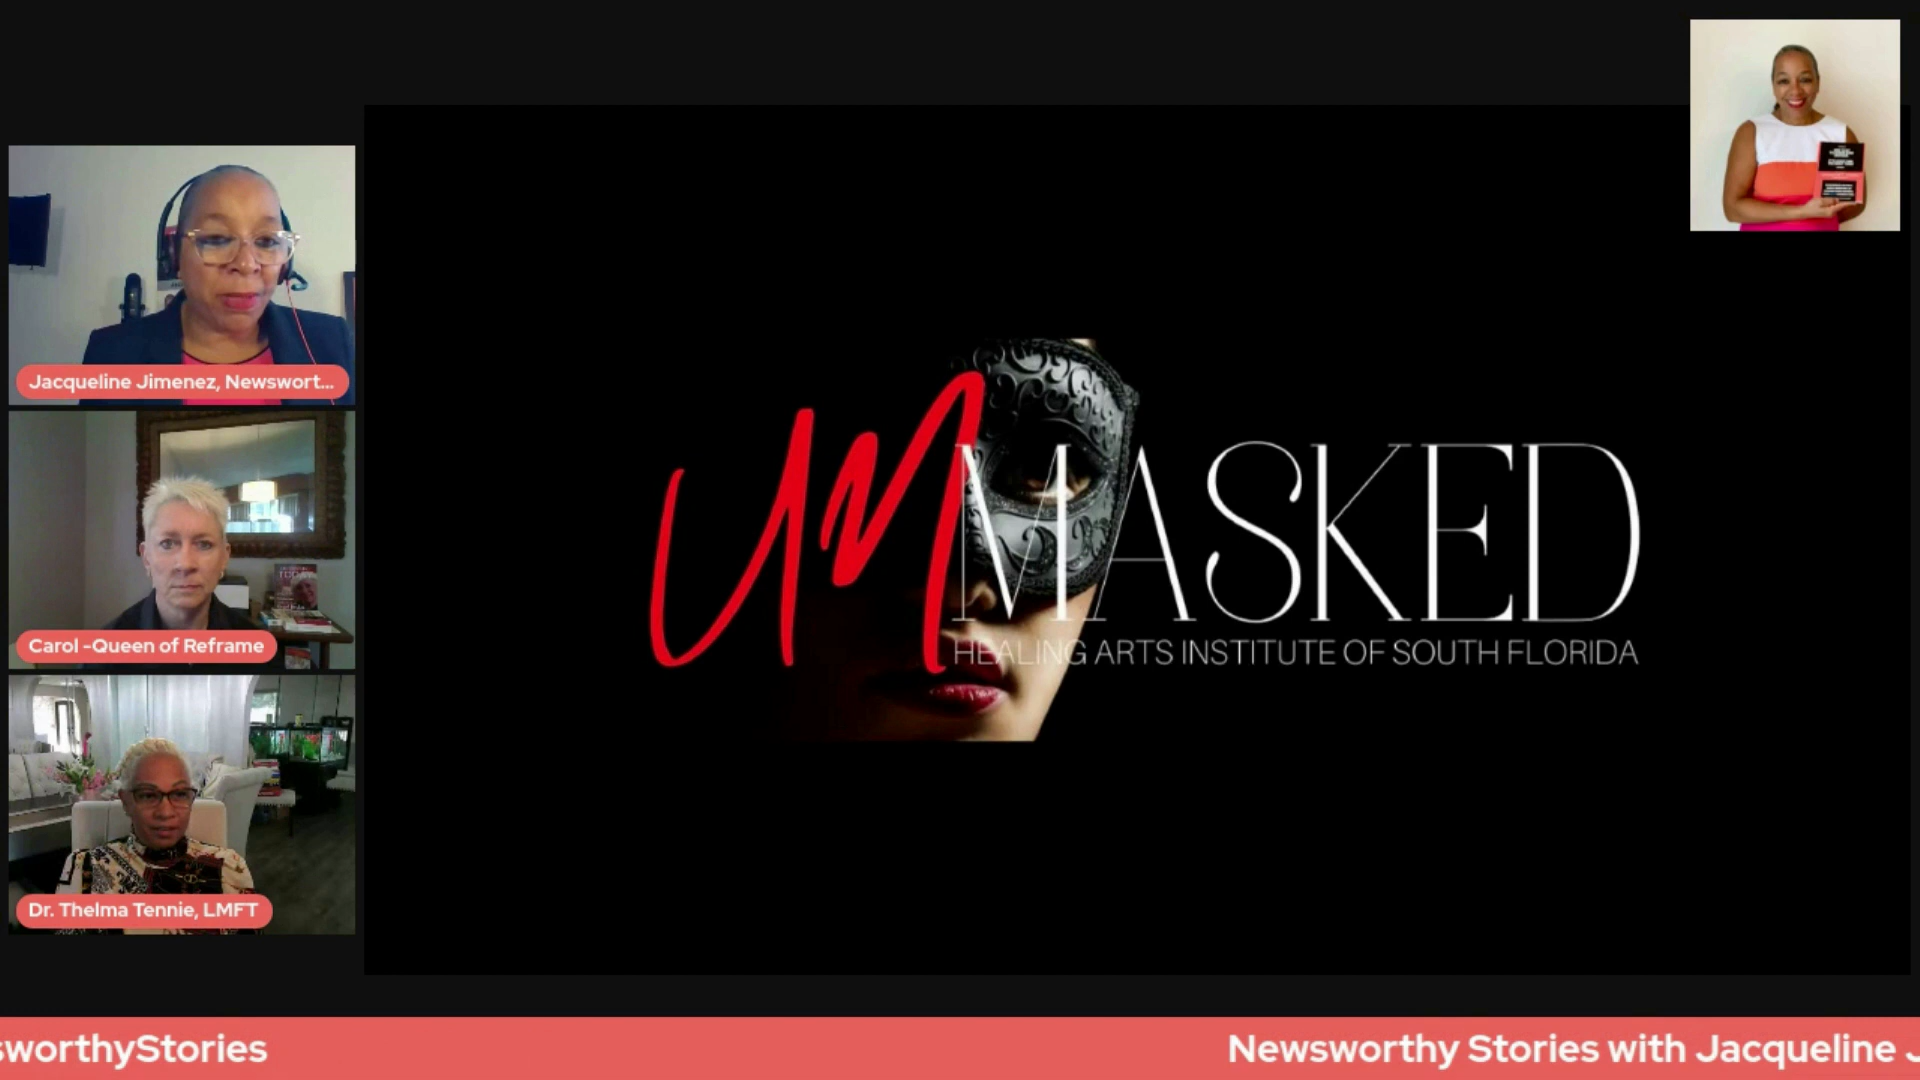 Jacqueline Jimenez, Newswort...
Carol -Queen of Reframe
TODAY
Dr. Thelma Tennie, LMFT
UNMASKED
HEALING ARTS INSTITUTE OF SOUTH FLORIDA
sworthyStories
Newsworthy Stories with Jacqueline J